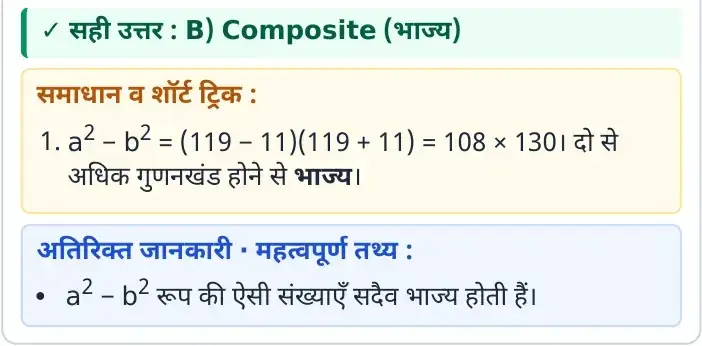 ✓ सही उत्तर : B) Composite (भाज्य)
समाधान व शॉर्ट ट्रिक :
1. a² − b² = (119 − 11)(119 + 11) = 108 × 130। दो से
अधिक गुणनखंड होने से भाज्य।
अतिरिक्त जानकारी · महत्वपूर्ण तथ्य :
• a² − b² रूप की ऐसी संख्याएँ सदैव भाज्य होती हैं।